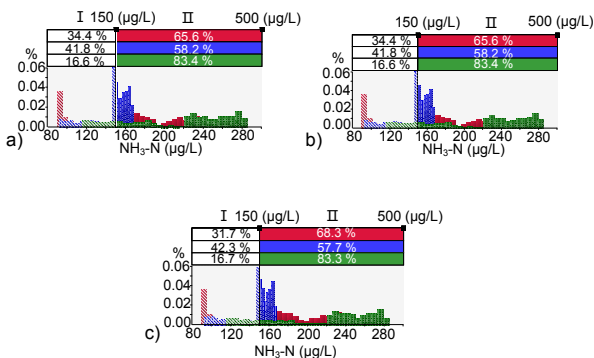 I 150 (µg/L) II 500 (µg/L)
34.4 % 65.6 %
41.8 % 58.2 %
16.6 % 83.4 %
%
0.06
0.04
0.02
0.00
80 120 160 200 240 280
NH₃-N (µg/L)
a)
150 (µg/L) II 500 (µg/L)
34.4 % 65.6 %
41.8 % 58.2 %
16.6 % 83.4 %
%
0.06
0.04
0.02
0.00
80 120 160 200 240 280
NH₃-N (µg/L)
b)
I 150 (µg/L) II 500 (µg/L)
31.7 % 68.3 %
42.3 % 57.7 %
16.7 % 83.3 %
%
0.06
0.04
0.02
0.00
80 120 160 200 240 280
NH₃-N (µg/L)
c)